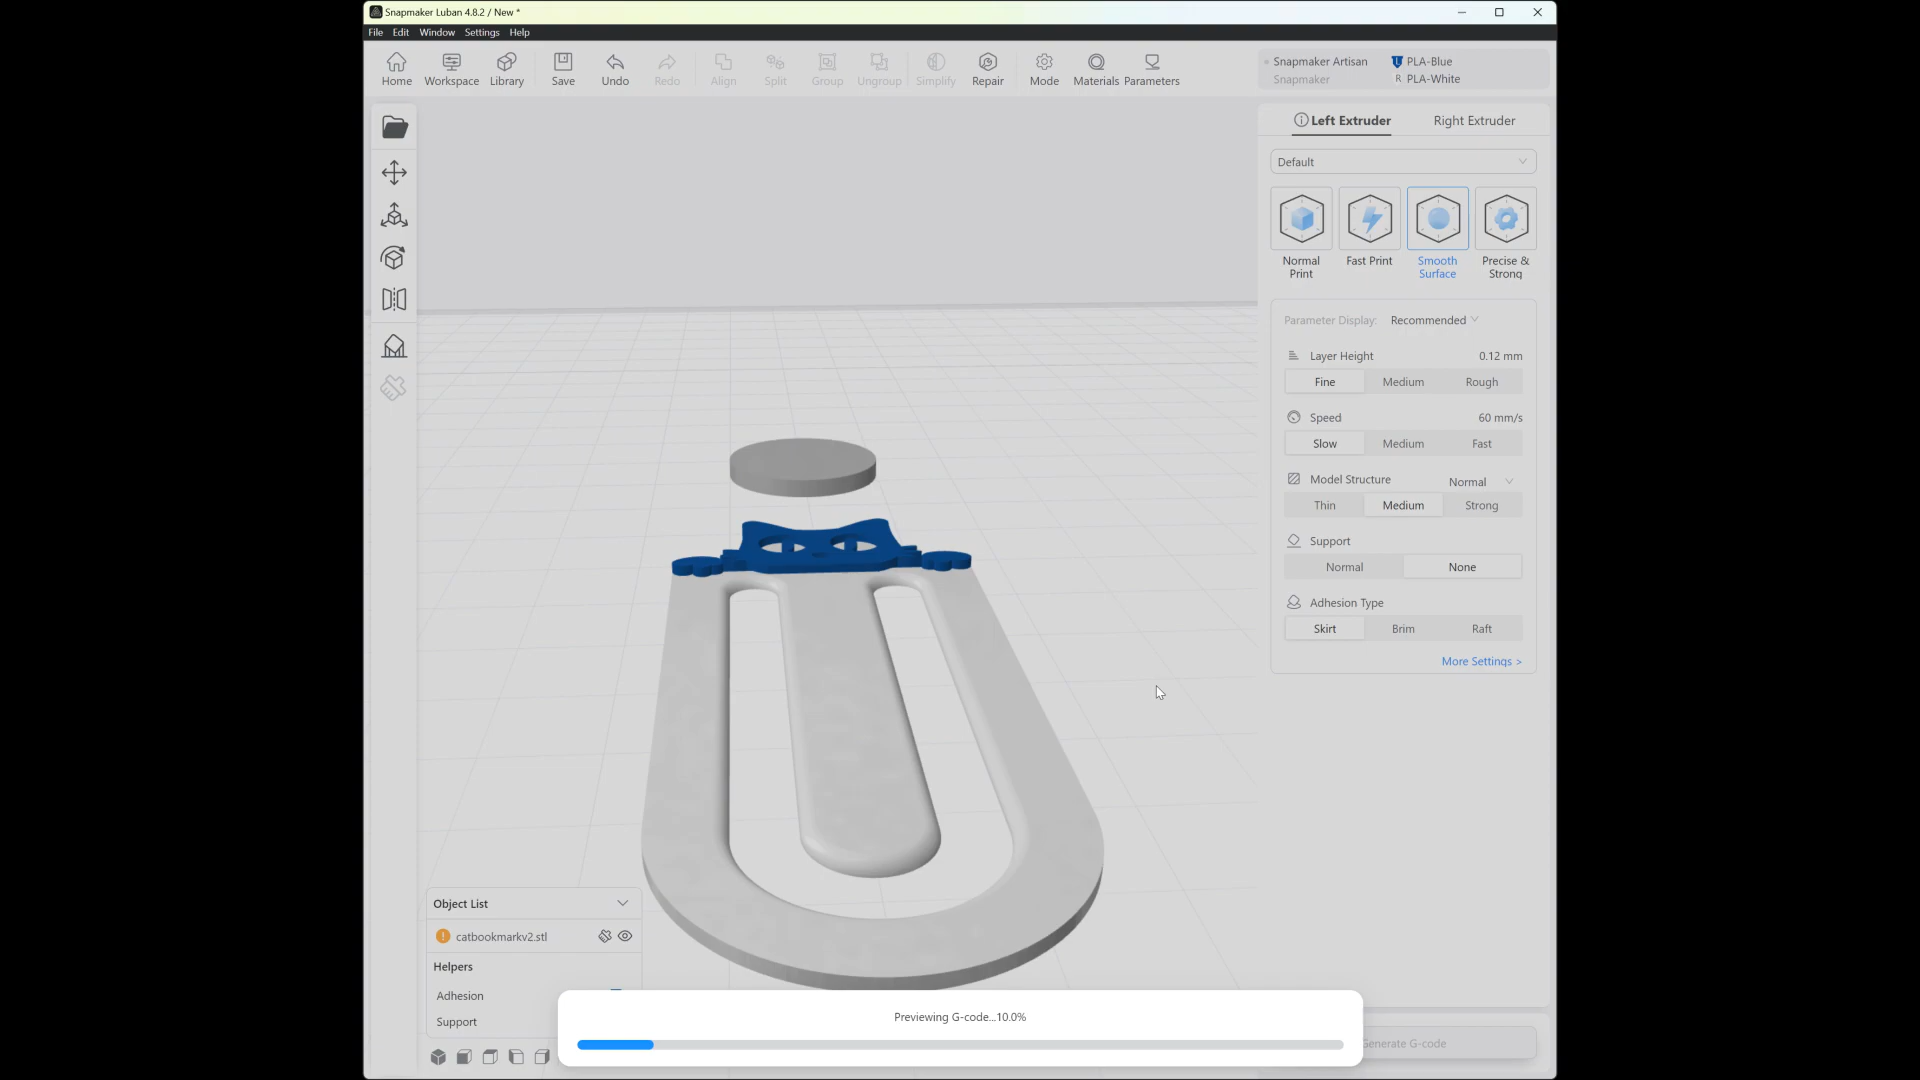 Snapmaker Luban 4.8.2 / New *
File Edit Window Settings Help
Home Workspace Library Save Undo Redo Align Split Group Ungroup Simplify Repair Mode Materials Parameters
Snapmaker Artisan
Snapmaker
L PLA-Blue
R PLA-White
Left Extruder Right Extruder
Default
Normal Print
Fast Print
Smooth Surface
Precise & Strong
Parameter Display: Recommended
Layer Height 0.12 mm
Fine Medium Rough
Speed 60 mm/s
Slow Medium Fast
Model Structure Normal
Thin Medium Strong
Support
Normal None
Adhesion Type
Skirt Brim Raft
More Settings >
Object List
catbookmarkv2.stl
Helpers
Adhesion
Support
Previewing G-code...10.0%
Generate G-code